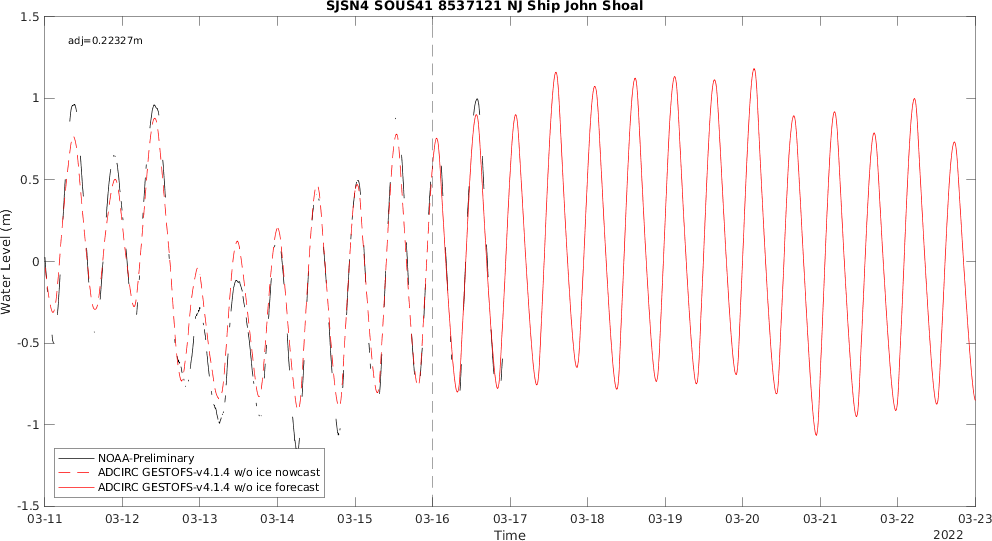 SJSN4 SOUS41 8537121 NJ Ship John Shoal
1.5
adj=0.22327m
1
0.5
0
-0.5
-1
-1.5
Water Level (m)
NOAA-Preliminary
ADCIRC GESTOFS-v4.1.4 w/o ice nowcast
ADCIRC GESTOFS-v4.1.4 w/o ice forecast
03-11 03-12 03-13 03-14 03-15 03-16 03-17 03-18 03-19 03-20 03-21 03-22 03-23
Time
2022